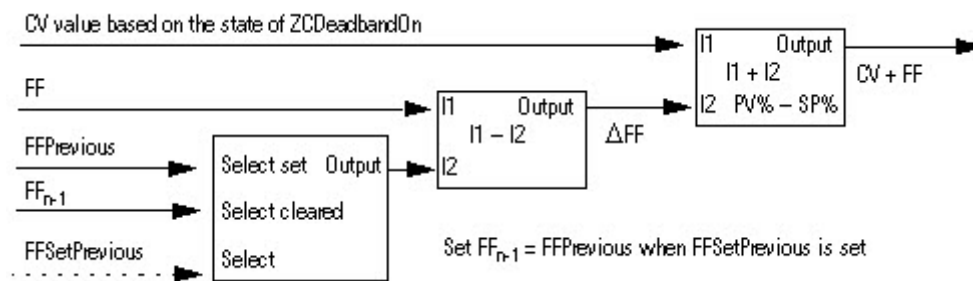 CV value based on the state of ZCDeadbandOn
I1 Output
I1 + I2
I2 PV% – SP%
CV + FF
FF
I1 Output
I1 – I2
I2
ΔFF
FFPrevious
Select set Output
FFn-1
Select cleared
FFSetPrevious
Select
Set FFn-1 = FFPrevious when FFSetPrevious is set